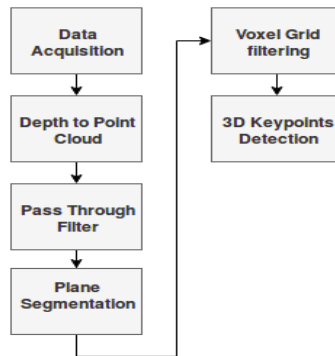 Data
Acquisition
Depth to Point
Cloud
Pass Through
Filter
Plane
Segmentation
Voxel Grid
filtering
3D Keypoints
Detection